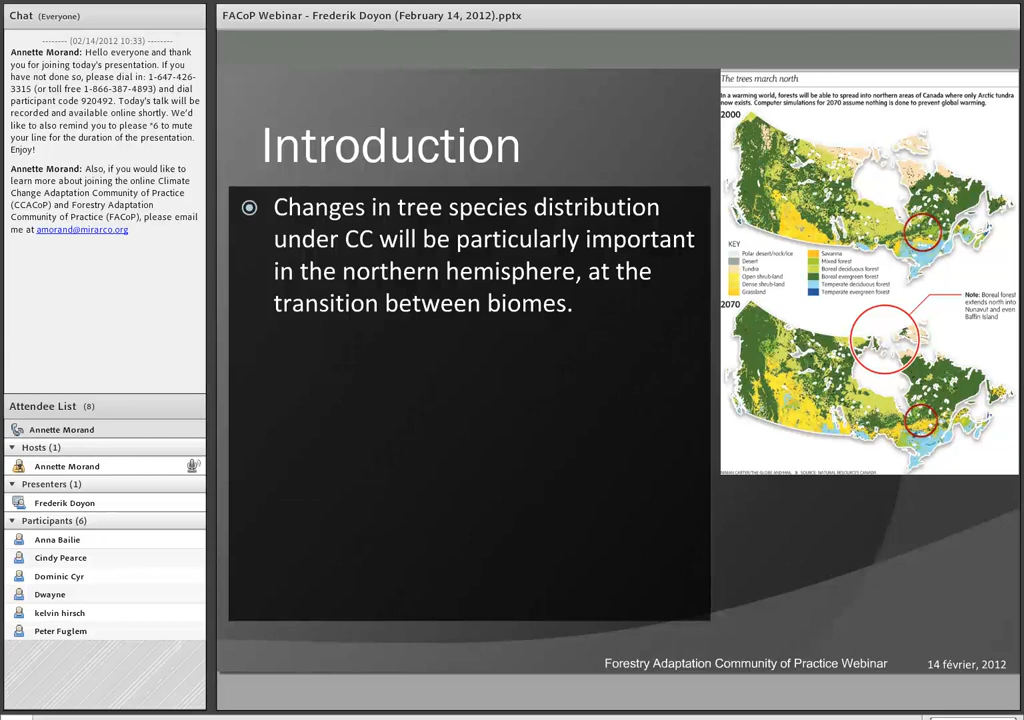 Chat (Everyone)
-------- (02/14/2012 10:33) --------
Annette Morand: Hello everyone and thank
you for joining today's presentation. If you
have not done so, please dial in: 1-647-426-
3315 (or toll free 1-866-387-4893) and dial
participant code 920492. Today's talk will be
recorded and available online shortly. We'd
like to also remind you to please *6 to mute
your line for the duration of the presentation.
Enjoy!
Annette Morand: Also, if you would like to
learn more about joining the online Climate
Change Adaptation Community of Practice
(CCACoP) and Forestry Adaptation
Community of Practice (FACoP), please email
me at amorand@mirarco.org
Attendee List (8)
Annette Morand
Hosts (1)
Annette Morand
Presenters (1)
Frederik Doyon
Participants (6)
Anna Bailie
Cindy Pearce
Dominic Cyr
Dwayne
kelvin hirsch
Peter Fuglem
FACoP Webinar - Frederik Doyon (February 14, 2012).pptx
Introduction
Changes in tree species distribution
under CC will be particularly important
in the northern hemisphere, at the
transition between biomes.
The trees march north
In a warming world, forests will be able to spread into northern areas of Canada where only Arctic tundra
now exists. Computer simulations for 2070 assume nothing is done to prevent global warming.
2000
KEY
Polar desert/rock/ice
Desert
Tundra
Open shrub-land
Dense shrub-land
Grassland
Savanna
Mixed forest
Boreal deciduous forest
Boreal evergreen forest
Temperate deciduous forest
Temperate evergreen forest
2070
Note: Boreal forest
extends north into
Nunavut and even
Baffin Island
CARTER/THE GLOBE AND MAIL SOURCE: NATURAL RESOURCES CANADA
Forestry Adaptation Community of Practice Webinar
14 février, 2012